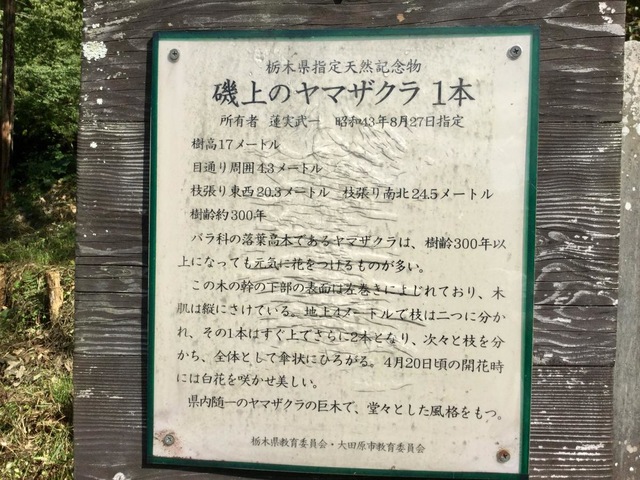 栃木県指定天然記念物
磯上のヤマザクラ 1本
所有者 蓮実武一 昭和43年8月27日指定
樹高17メートル
目通り周囲4.3メートル
枝張り東西20.3メートル 枝張り南北24.5メートル
樹齢約300年
バラ科の落葉高木であるヤマザクラは、樹齢300年以
上になっても元気に花をつけるものが多い。
この木の幹の下部の表面は左巻きによじれており、木
肌は縦にさけている。地上4メートルで枝は二つに分か
れ、その1本はすぐ上でさらに2本となり、次々と枝を分
かち、全体として傘状にひろがる。4月20日頃の開花時
には白花を咲かせ美しい。
県内随一のヤマザクラの巨木で、堂々とした風格をもつ。
栃木県教育委員会・大田原市教育委員会